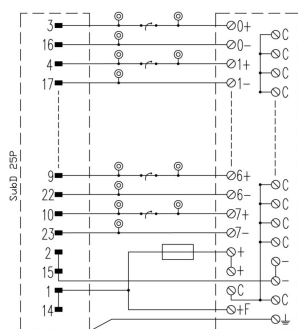 SubD 25P
3 0+
16 0-
4 1+
17 1-
9 6+
22 6-
10 7+
23 7-
2 +
15 +
1 C
14 +F
C
C
C
C
C
C
C
C
-
-
C